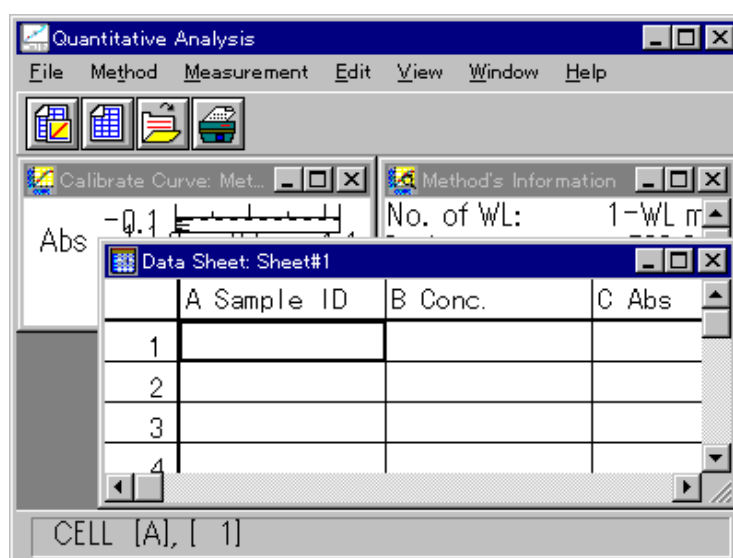 Quantitative Analysis
File Method Measurement Edit View Window Help
Calibrate Curve: Met...
Method's Information
-0.1
No. of WL: 1-WL
Abs
Data Sheet: Sheet#1
A Sample ID B Conc. C Abs
1
2
3
4
CELL [A], [ 1]